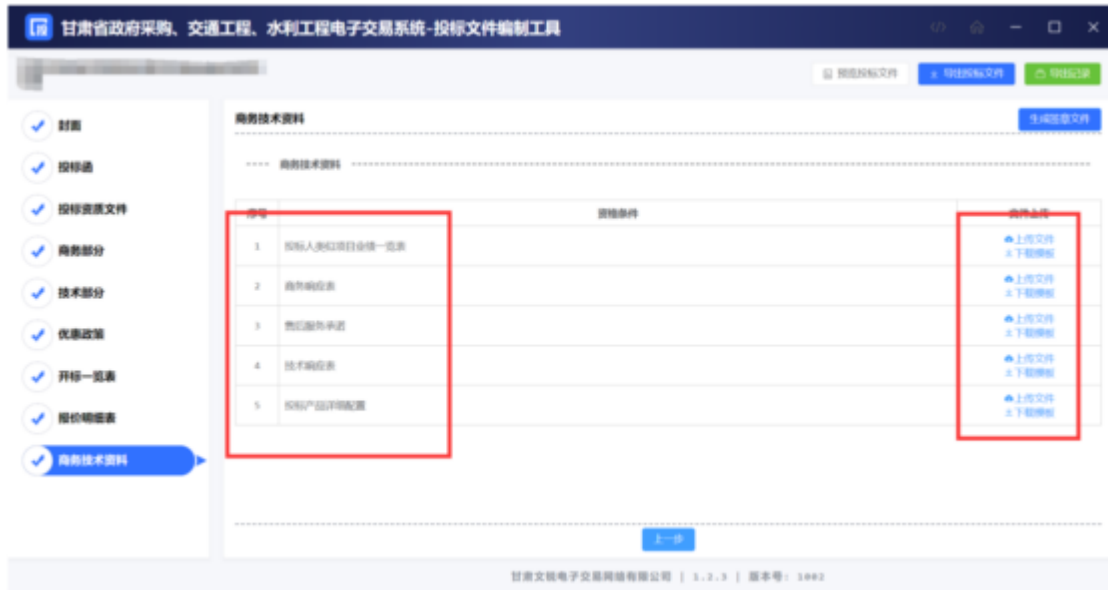 甘肃省政府采购、交通工程、水利工程电子交易系统-投标文件编制工具
预览投标文件 导出投标文件 导出记录
封面
投标函
投标资质文件
商务部分
技术部分
优惠政策
开标一览表
报价明细表
商务技术资料
商务技术资料 生成签章文件
商务技术资料
序号 资格条件 文件上传
1 投标人类似项目业绩一览表 上传文件
下载模板
2 商务响应表 上传文件
下载模板
3 售后服务承诺 上传文件
下载模板
4 技术响应表 上传文件
下载模板
5 投标产品详细配置 上传文件
下载模板
上一步
甘肃文锐电子交易网络有限公司 | 1.2.3 | 版本号: 1002